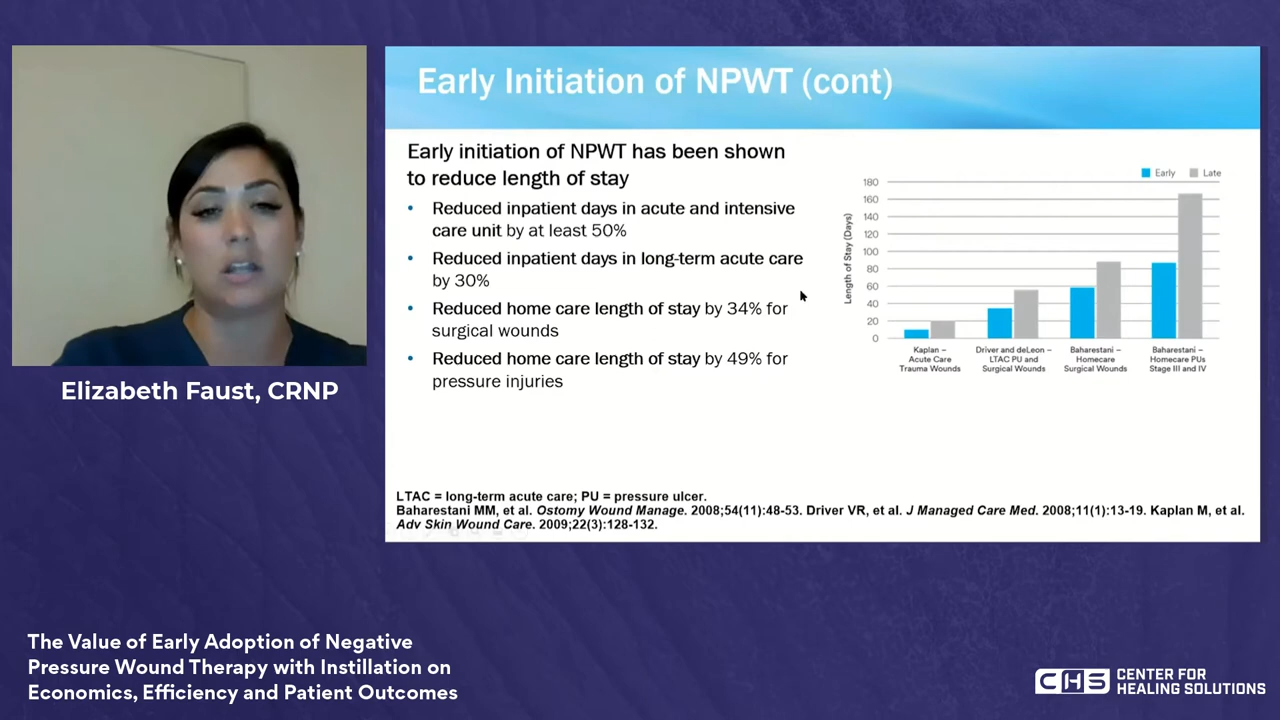 Early Initiation of NPWT (cont)
Early initiation of NPWT has been shown
to reduce length of stay
• Reduced inpatient days in acute and intensive
care unit by at least 50%
• Reduced inpatient days in long-term acute care
by 30%
• Reduced home care length of stay by 34% for
surgical wounds
• Reduced home care length of stay by 49% for
pressure injuries
Early Late
Length of Stay (Days)
180
160
140
120
100
80
60
40
20
0
Kaplan –
Acute Care
Trauma Wounds
Driver and deLeon –
LTAC PU and
Surgical Wounds
Baharestani –
Homecare
Surgical Wounds
Baharestani –
Homecare PUs
Stage III and IV
LTAC = long-term acute care; PU = pressure ulcer.
Baharestani MM, et al. Ostomy Wound Manage. 2008;54(11):48-53. Driver VR, et al. J Managed Care Med. 2008;11(1):13-19. Kaplan M, et al.
Adv Skin Wound Care. 2009;22(3):128-132.
Elizabeth Faust, CRNP
The Value of Early Adoption of Negative
Pressure Wound Therapy with Instillation on
Economics, Efficiency and Patient Outcomes
CHS CENTER FOR
HEALING SOLUTIONS